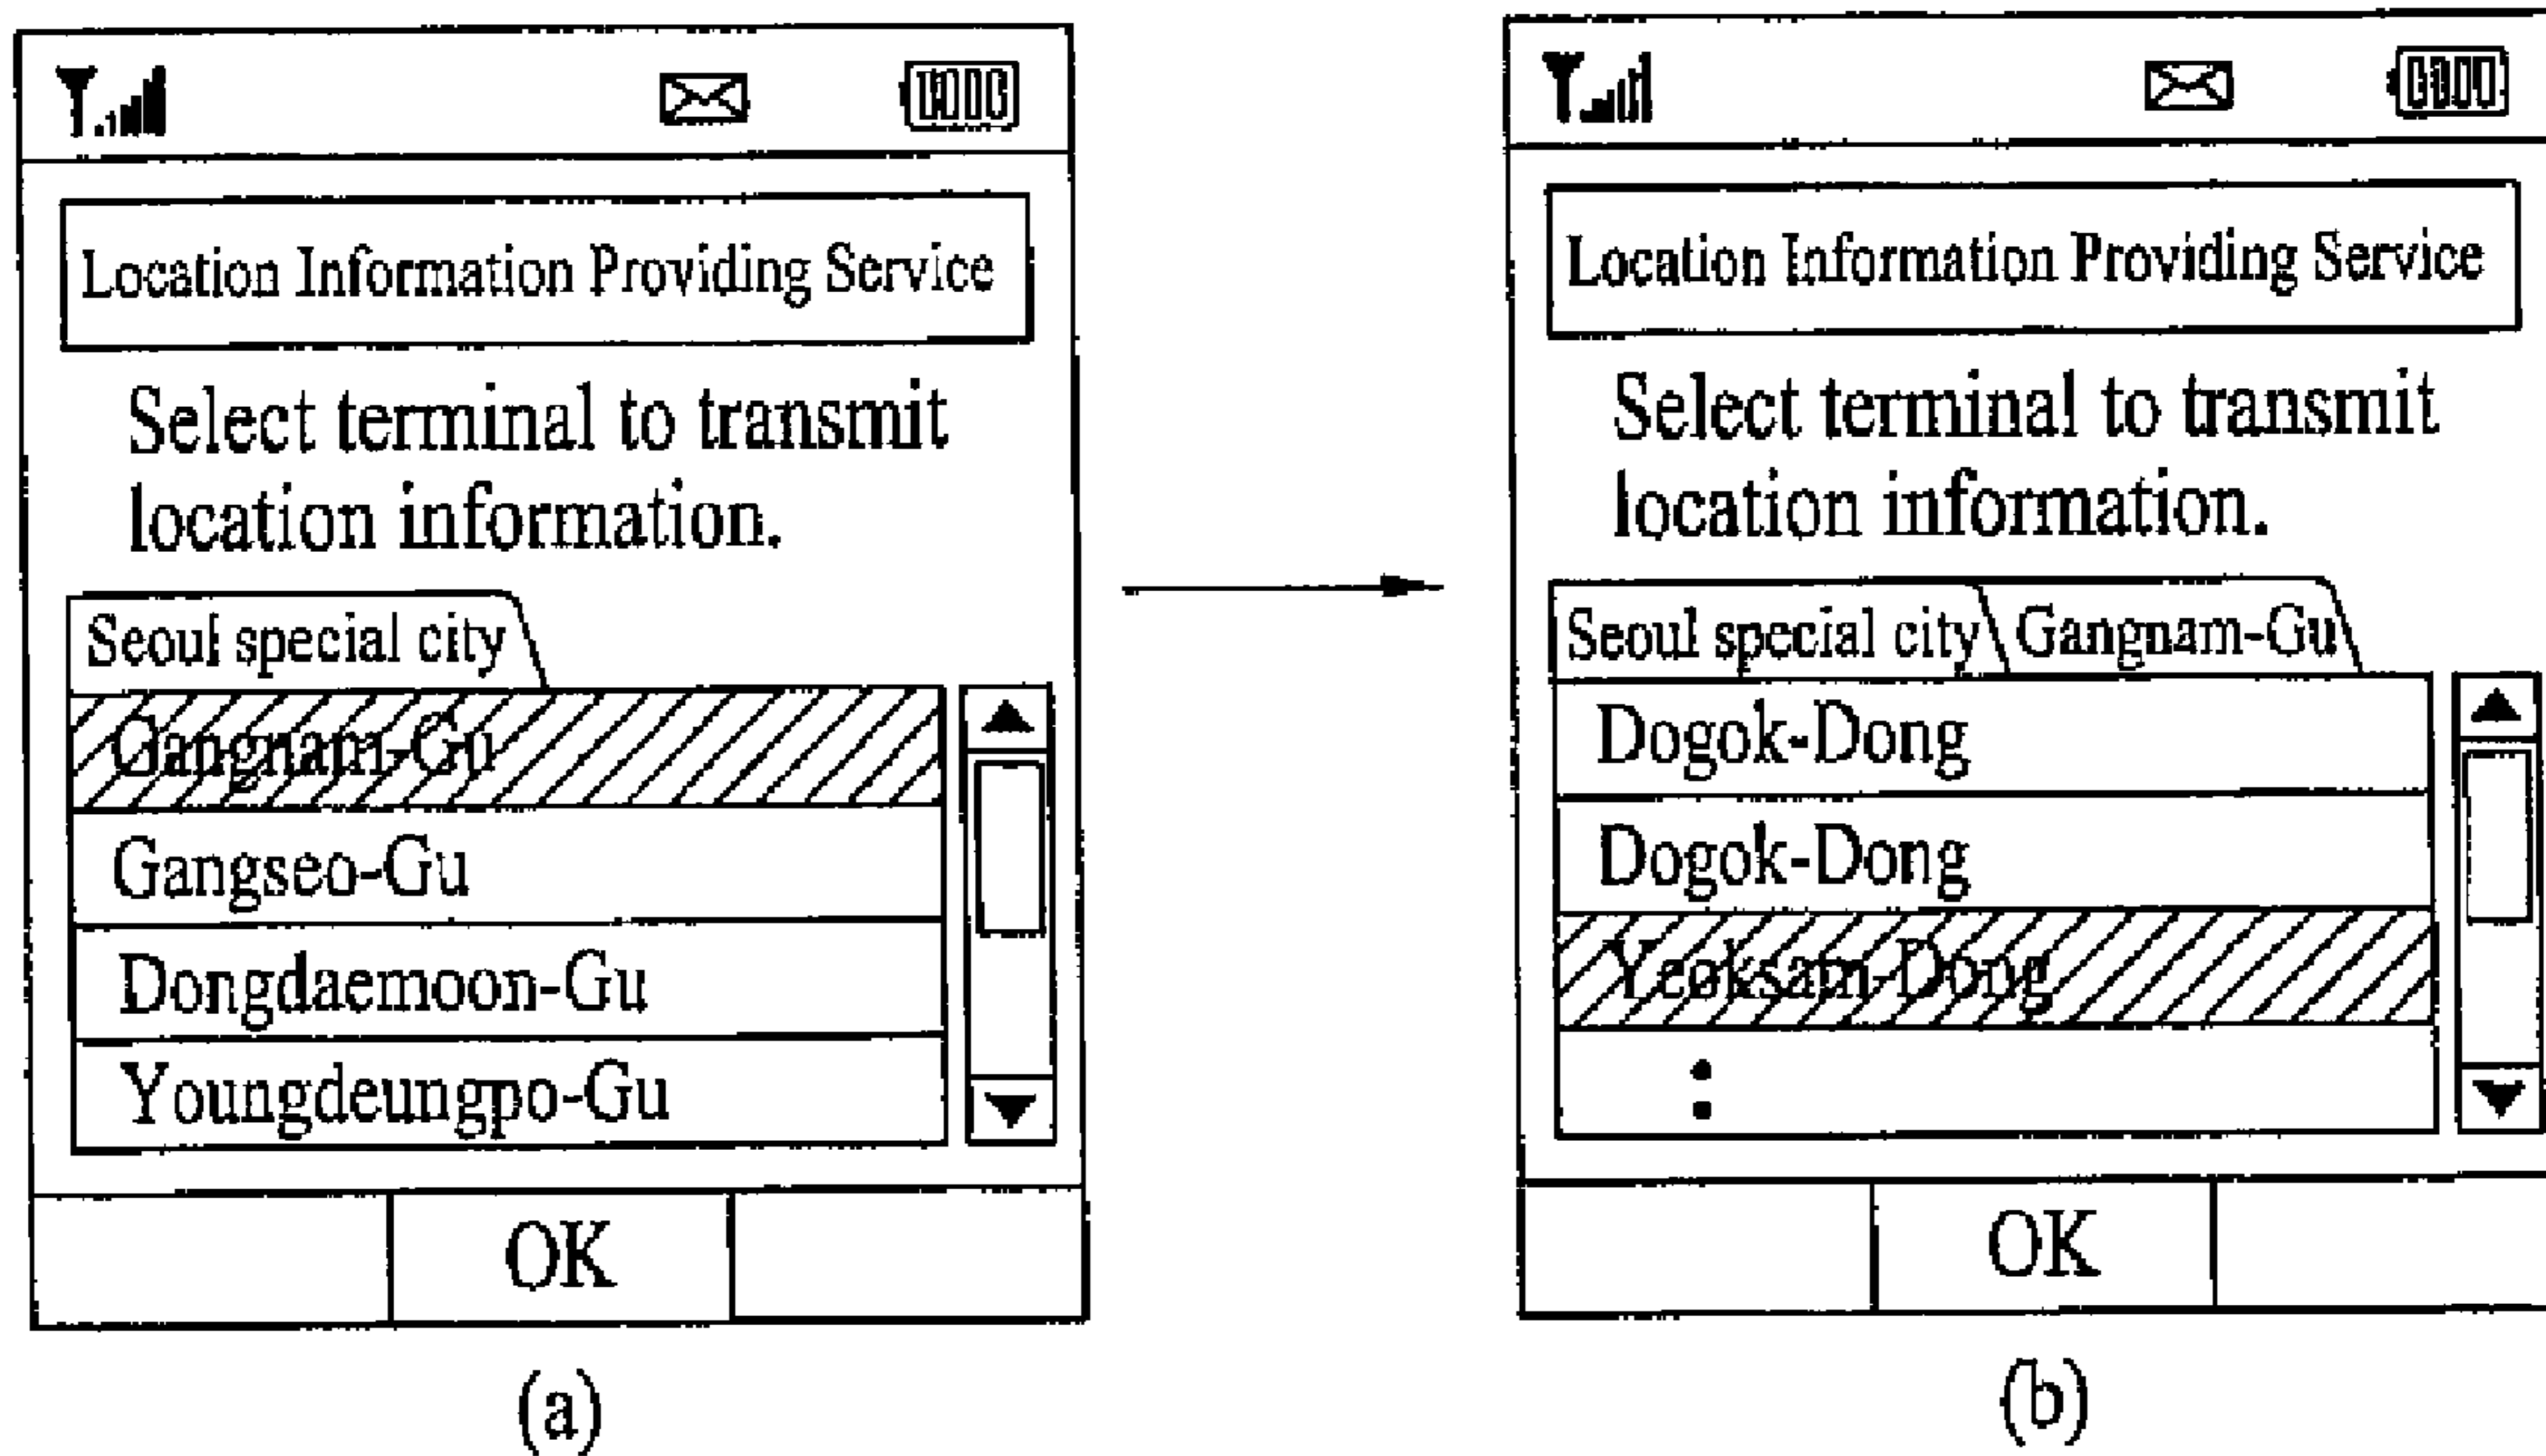 Location Information Providing Service
Select terminal to transmit
location information.
Seoul special city
Gangnam-Gu
Gangseo-Gu
Dongdaemoon-Gu
Youngdeungpo-Gu
OK
(a)
Location Information Providing Service
Select terminal to transmit
location information.
Seoul special city Gangnam-Gu
Dogok-Dong
Dogok-Dong
Yeoksam-Dong
:
OK
(b)